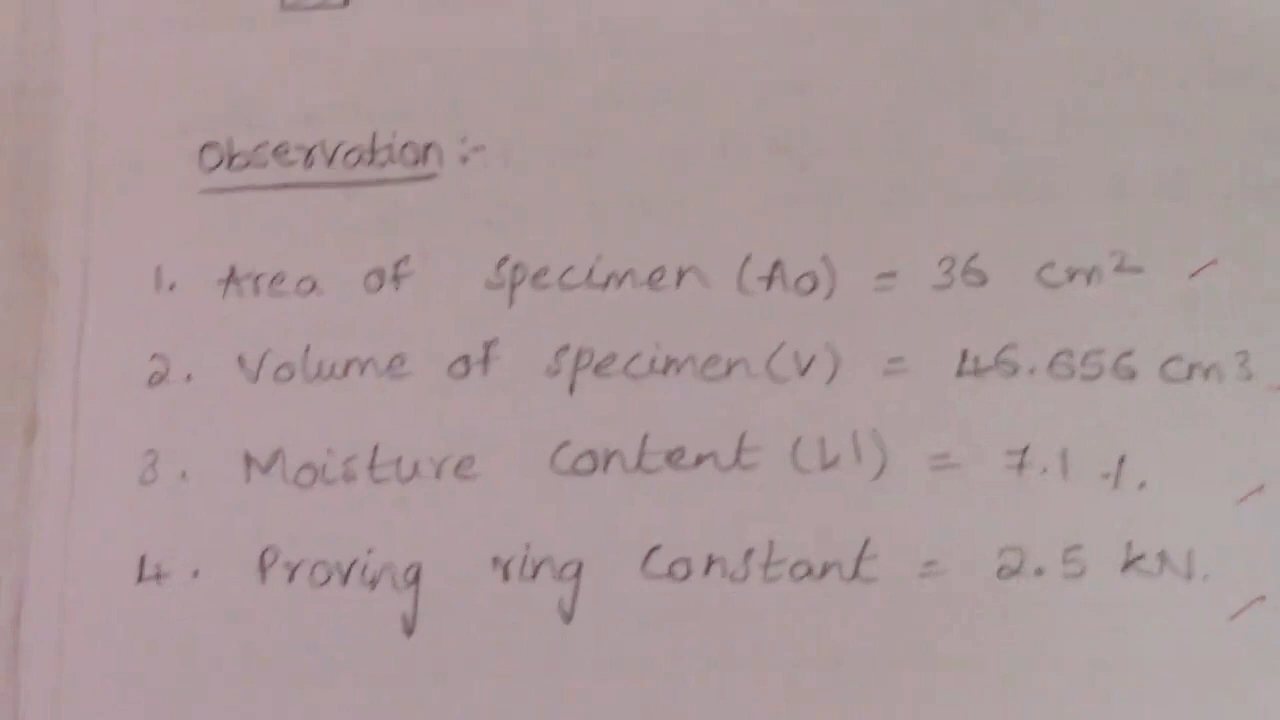 Observation :-
1. Area of specimen (A0) = 36 cm2
2. Volume of specimen (V) = 46.656 cm3
3. Moisture content (W) = 7.1 %.
4. Proving ring constant = 2.5 kN.